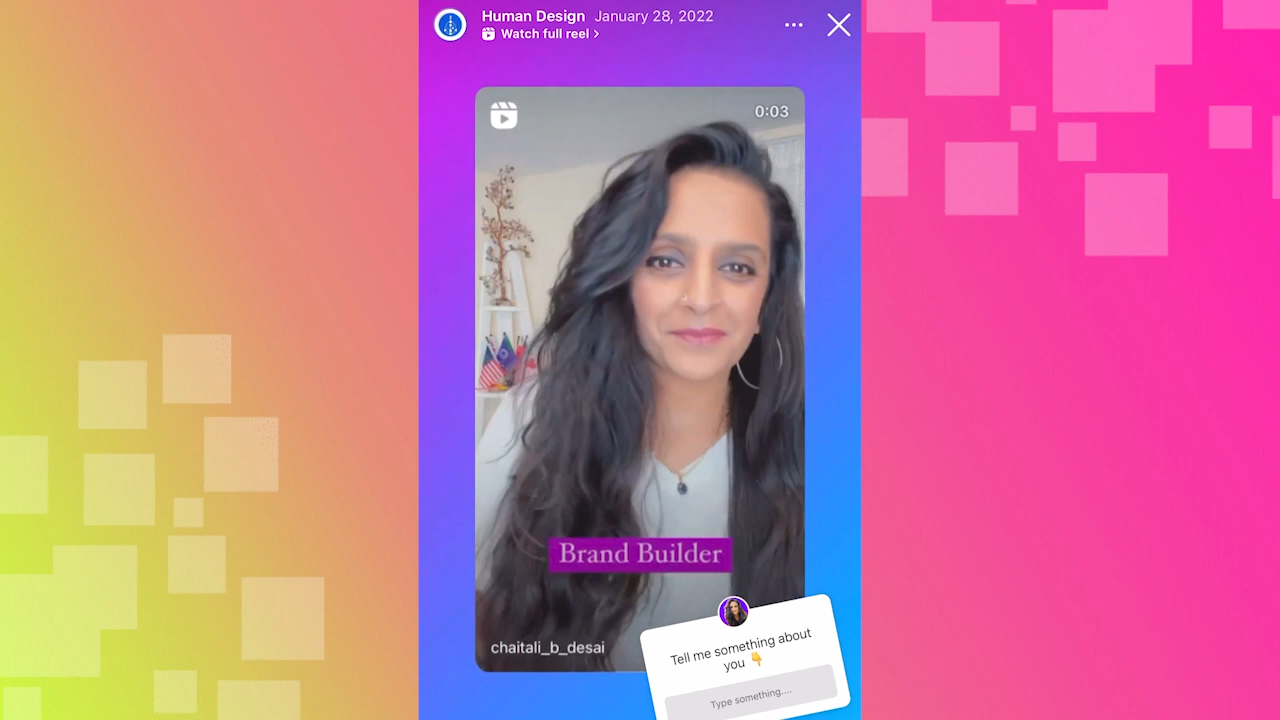 Human Design January 28, 2022
Watch full reel >
0:03
Brand Builder
chaitali_b_desai
Tell me something about
you 👇
Type something....